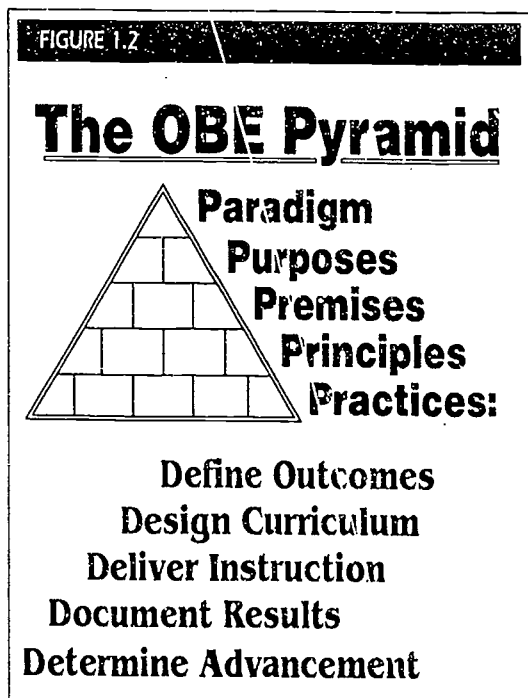 FIGURE 1.2
The OBE Pyramid
Paradigm
Purposes
Premises
Principles
Practices:
Define Outcomes
Design Curriculum
Deliver Instruction
Document Results
Determine Advancement